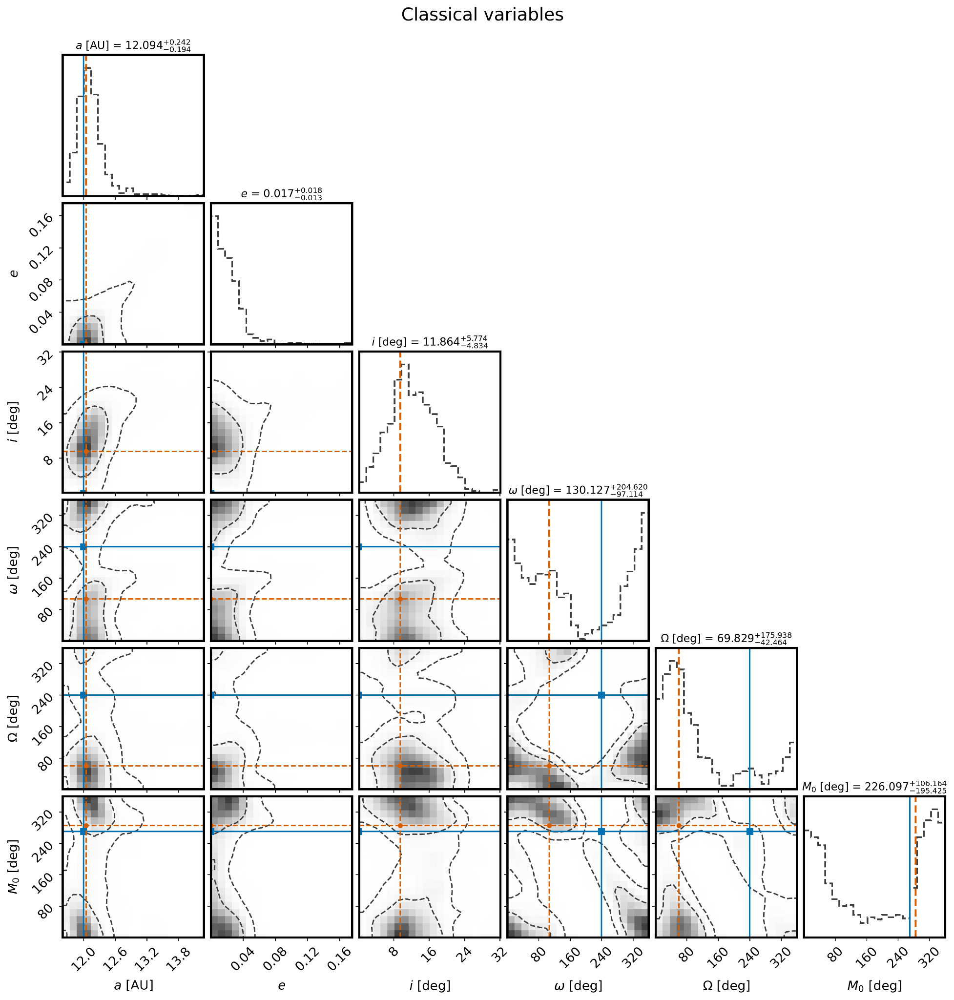 Classical variables
a [AU] = 12.094 +0.242 −0.194
e = 0.017 +0.018 −0.013
0.16
0.12
0.08
0.04
e
i [deg] = 11.864 +5.774 −4.834
32
24
16
8
i [deg]
ω [deg] = 130.127 +204.620 −97.114
320
240
160
80
ω [deg]
Ω [deg] = 69.829 +175.938 −42.464
320
240
160
80
Ω [deg]
M0 [deg] = 226.097 +106.164 −195.425
320
240
160
80
M0 [deg]
12.0 12.6 13.2 13.8 0.04 0.08 0.12 0.16 8 16 24 32 80 160 240 320 80 160 240 320 80 160 240 320
a [AU] e i [deg] ω [deg] Ω [deg] M0 [deg]